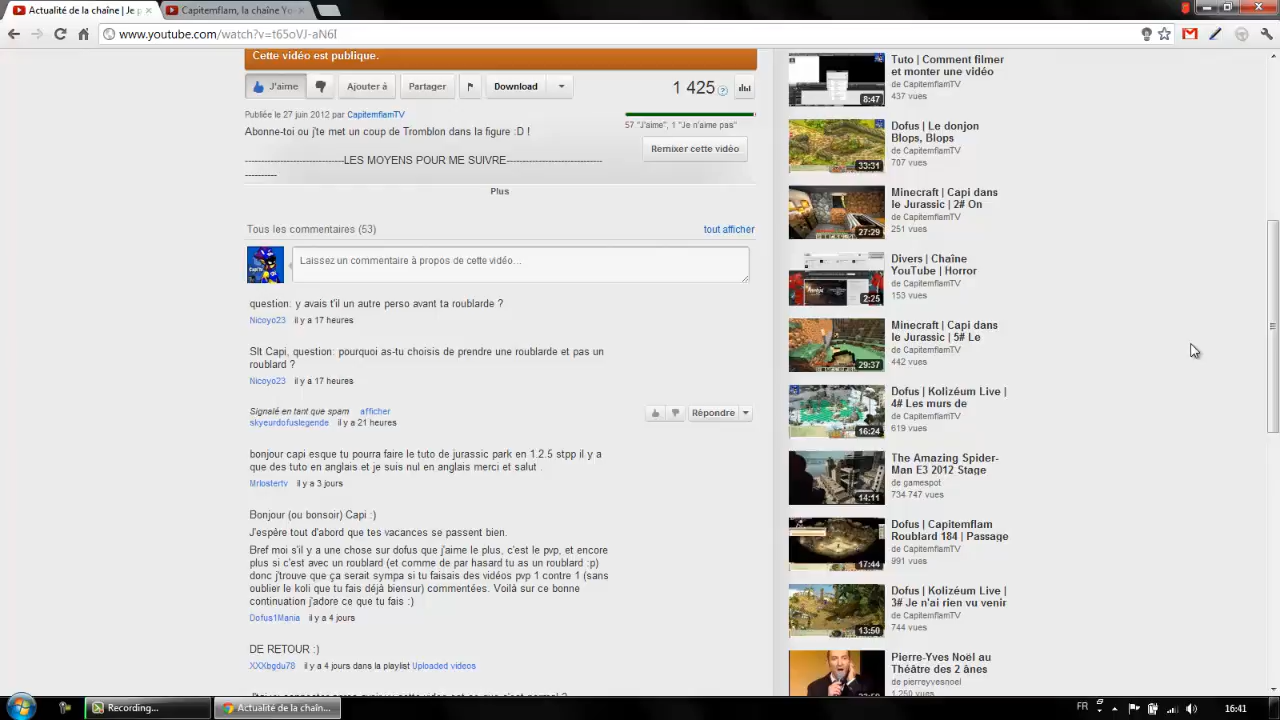 Actualité de la chaîne | Je p
Capitemflam, la chaîne Yo
www.youtube.com/watch?v=t65oVJ-aN6I
Cette vidéo est publique.
J'aime
Ajouter à
Partager
Download
1 425
Publiée le 27 juin 2012 par CapitemflamTV
57 "J'aime", 1 "Je n'aime pas"
Abonne-toi ou j'te met un coup de Tromblon dans la figure :D !
Remixer cette vidéo
-------------------------------LES MOYENS POUR ME SUIVRE------------------------------
----------
Plus
Tous les commentaires (53)
tout afficher
Laissez un commentaire à propos de cette vidéo...
question: y avais t'il un autre perso avant ta roublarde ?
Nicoyo23 il y a 17 heures
Slt Capi, question: pourquoi as-tu choisis de prendre une roublarde et pas un
roublard ?
Nicoyo23 il y a 17 heures
Signalé en tant que spam afficher
skyeurdofuslegende il y a 21 heures
Répondre
bonjour capi esque tu pourra faire le tuto de jurassic park en 1.2.5 stpp il y a
que des tuto en anglais et je suis nul en anglais merci et salut .
Mrlostertv il y a 3 jours
Bonjour (ou bonsoir) Capi :)
J'espère tout d'abord que tes vacances se passent bien.
Bref moi s'il y a une chose sur dofus que j'aime le plus, c'est le pvp, et encore
plus si c'est avec un roublard (et comme de par hasard tu as un roublard :p)
donc j'trouve que ça serait sympa si tu faisais des vidéos pvp 1 contre 1 (sans
oublier le koli que tu fais déjà biensur) commentées. Voilà sur ce bonne
continuation j'adore ce que tu fais :)
Dofus1Mania il y a 4 jours
DE RETOUR :)
XXXbgdu78 il y a 4 jours dans la playlist Uploaded videos
8:47
Tuto | Comment filmer
et monter une vidéo
de CapitemflamTV
437 vues
33:31
Dofus | Le donjon
Blops, Blops
de CapitemflamTV
707 vues
27:29
Minecraft | Capi dans
le Jurassic | 2# On
de CapitemflamTV
251 vues
2:25
Divers | Chaîne
YouTube | Horror
de CapitemflamTV
153 vues
29:37
Minecraft | Capi dans
le Jurassic | 5# Le
de CapitemflamTV
442 vues
16:24
Dofus | Kolizéum Live |
4# Les murs de
de CapitemflamTV
619 vues
14:11
The Amazing Spider-
Man E3 2012 Stage
de gamespot
734 747 vues
17:44
Dofus | Capitemflam
Roublard 184 | Passage
de CapitemflamTV
991 vues
13:50
Dofus | Kolizéum Live |
3# Je n'ai rien vu venir
de CapitemflamTV
744 vues
Pierre-Yves Noël au
Théâtre des 2 ânes
de pierreyvesnoel
1 250 vues
Recording...
Actualité de la chaîn...
FR
16:41